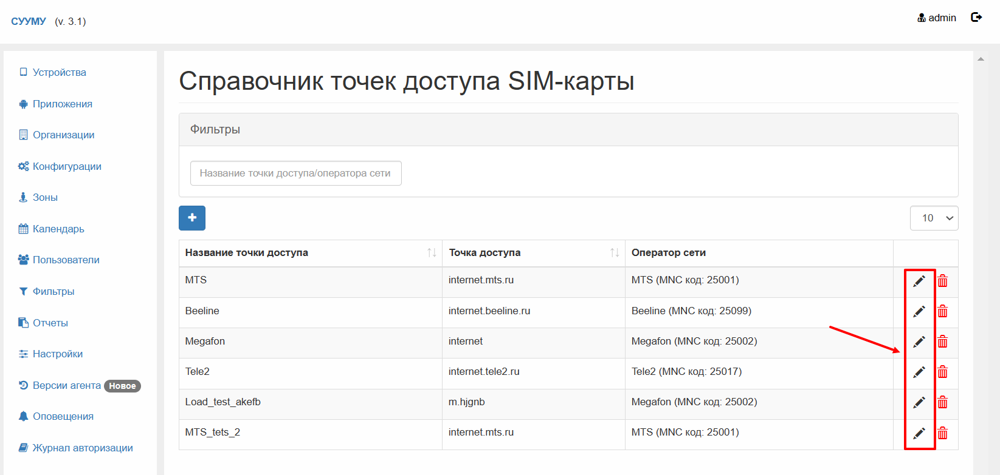 СУУМУ (v. 3.1)
admin
Устройства
Приложения
Организации
Конфигурации
Зоны
Календарь
Пользователи
Фильтры
Отчеты
Настройки
Версии агента Новое
Оповещения
Журнал авторизации
Справочник точек доступа SIM-карты
Фильтры
Название точки доступа/оператора сети
10
Название точки доступа Точка доступа Оператор сети
MTS internet.mts.ru MTS (MNC код: 25001)
Beeline internet.beeline.ru Beeline (MNC код: 25099)
Megafon internet Megafon (MNC код: 25002)
Tele2 internet.tele2.ru Tele2 (MNC код: 25017)
Load_test_akefb m.hjgnb Megafon (MNC код: 25002)
MTS_tets_2 internet.mts.ru MTS (MNC код: 25001)